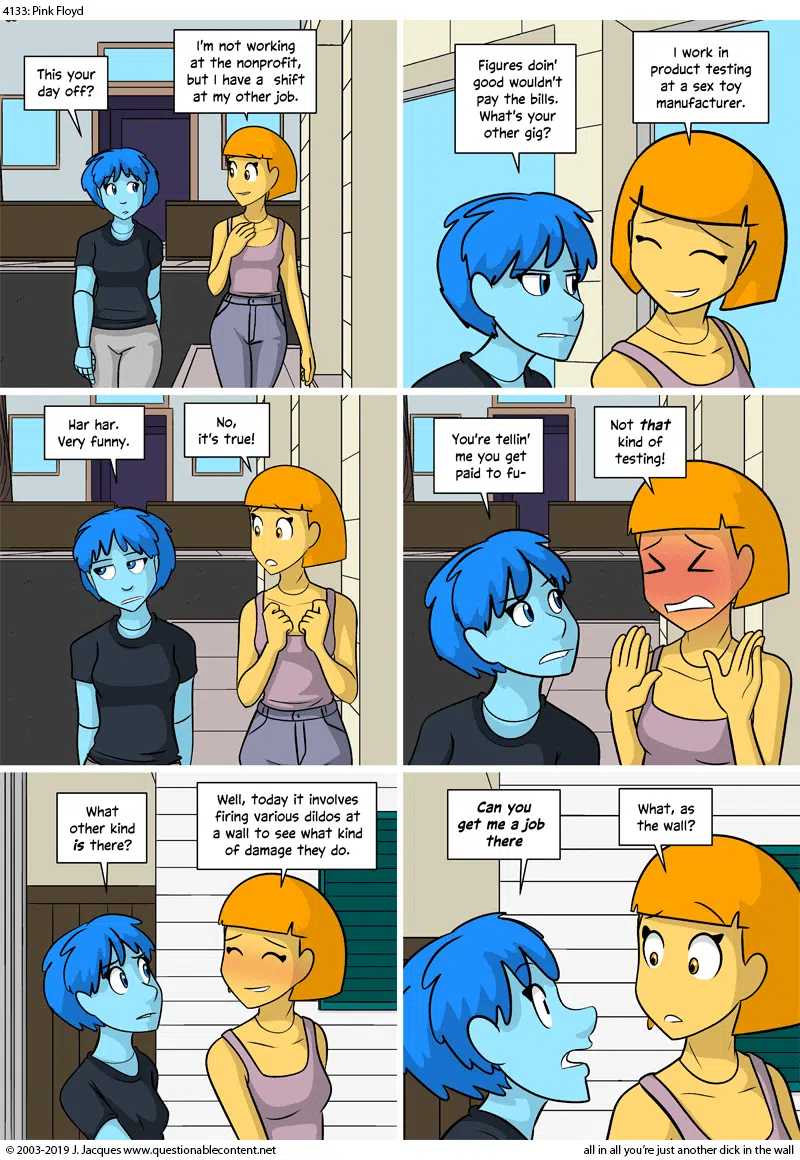 4133: Pink Floyd
This your
day off?
I'm not working
at the nonprofit,
but I have a shift
at my other job.
Figures doin'
good wouldn't
pay the bills.
What's your
other gig?
I work in
product testing
at a sex toy
manufacturer.
Har har.
Very funny.
No,
it's true!
You're tellin'
me you get
paid to fu-
Not that
kind of
testing!
What
other kind
is there?
Well, today it involves
firing various dildos at
a wall to see what kind
of damage they do.
Can you
get me a job
there
What, as
the wall?
© 2003-2019 J. Jacques www.questionablecontent.net
all in all you're just another dick in the wall